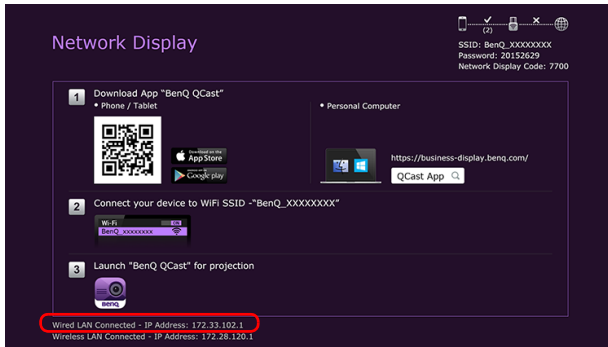 Network Display
(2)
SSID: BenQ_XXXXXXXX
Password: 20152629
Network Display Code: 7700
1
Download App “BenQ QCast”
• Phone / Tablet
Download on the
App Store
Google play
• Personal Computer
https://business-display.benq.com/
QCast App
2
Connect your device to WiFi SSID -“BenQ_XXXXXXXX”
Wi-Fi
ON
BenQ_xxxxxxxx
3
Launch "BenQ QCast" for projection
BenQ
Wired LAN Connected - IP Address: 172.33.102.1
Wireless LAN Connected - IP Address: 172.28.120.1